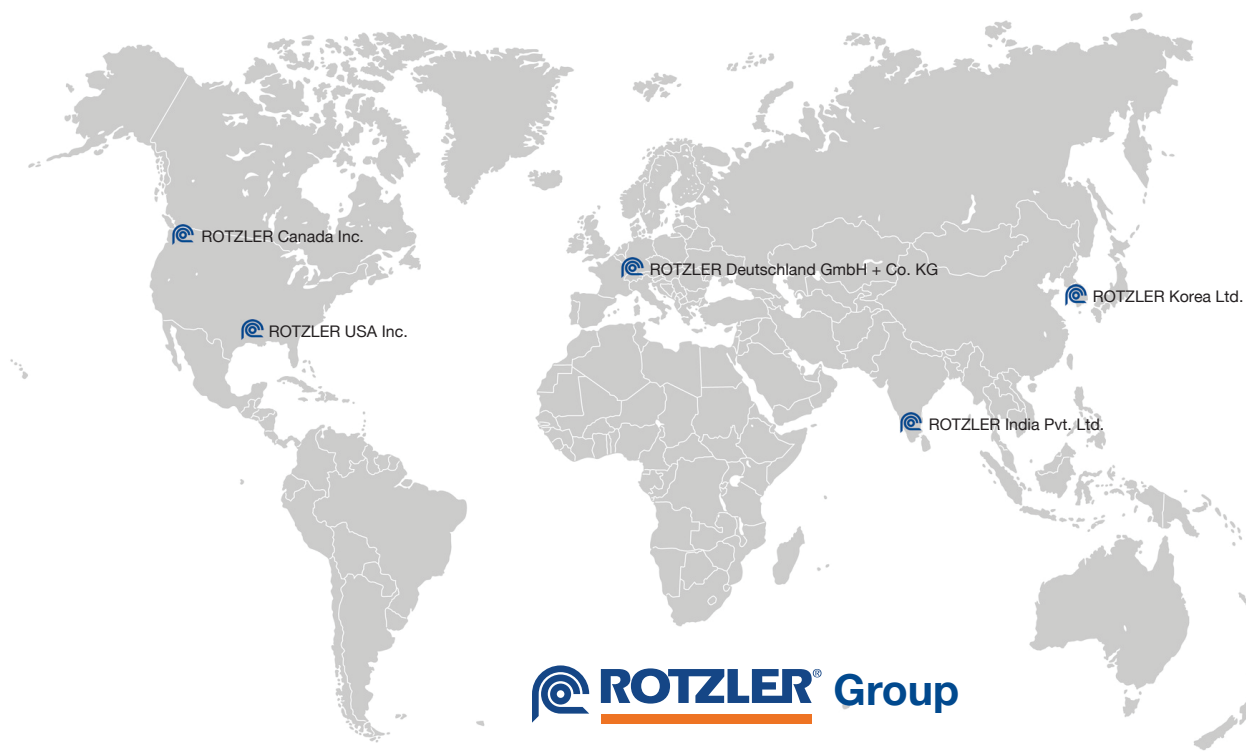 ROTZLER Canada Inc.
ROTZLER Deutschland GmbH + Co. KG
ROTZLER Korea Ltd.
ROTZLER USA Inc.
ROTZLER India Pvt. Ltd.
ROTZLER® Group